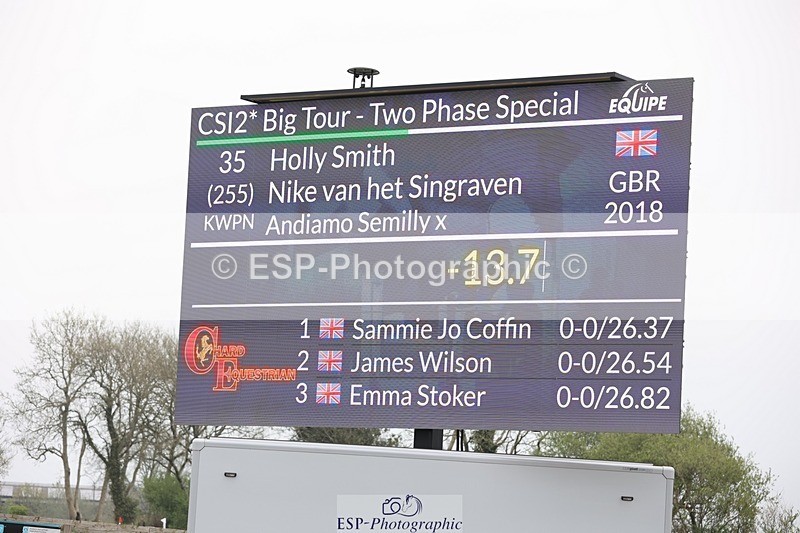 CSI2* Big Tour - Two Phase Special
EQUIPE
35 Holly Smith
(255) Nike van het Singraven GBR
KWPN Andiamo Semilly x 2018
-13.7
© ESP-Photographic ©
1 Sammie Jo Coffin 0-0/26.37
CHARD EQUESTRIAN
2 James Wilson 0-0/26.54
3 Emma Stoker 0-0/26.82
ESP-Photographic